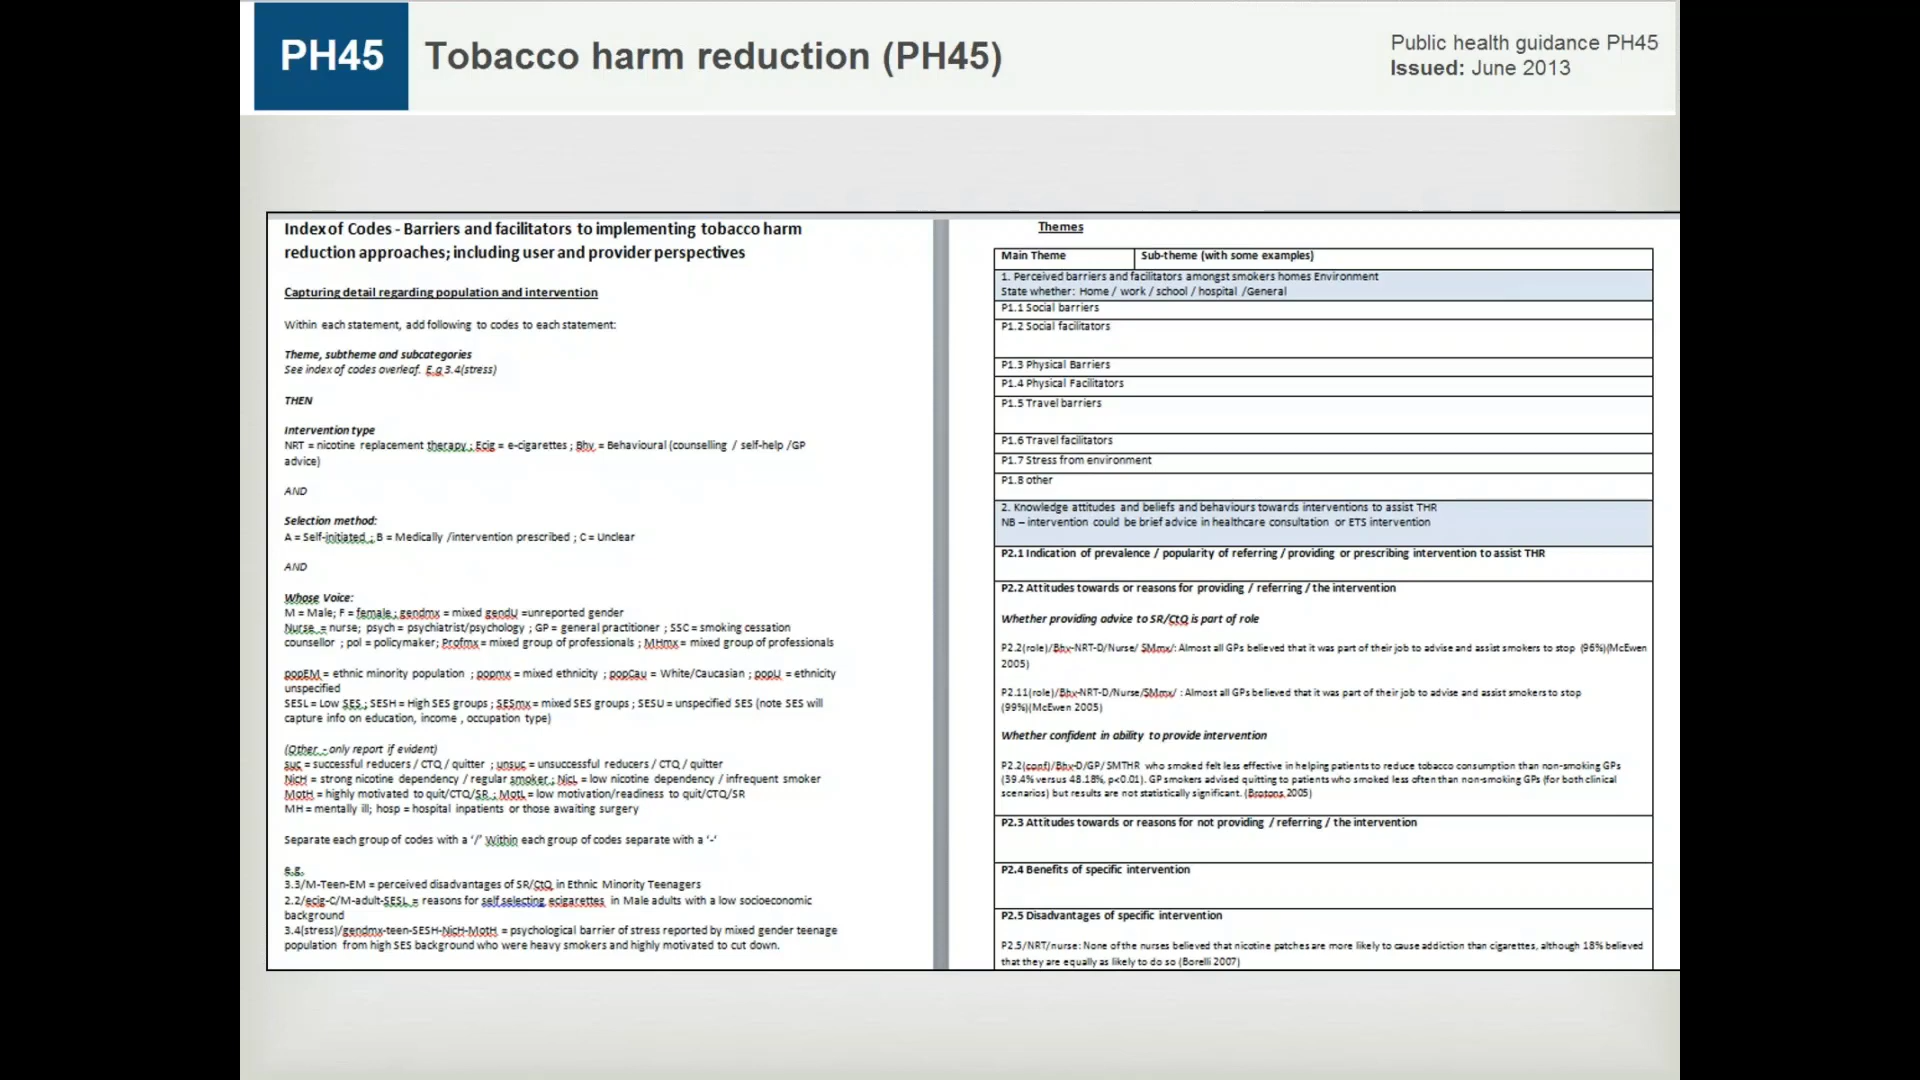 PH45
Tobacco harm reduction (PH45)
Public health guidance PH45
Issued: June 2013
Index of Codes - Barriers and facilitators to implementing tobacco harm
reduction approaches; including user and provider perspectives
Capturing detail regarding population and intervention
Within each statement, add following to codes to each statement:
Theme, subtheme and subcategories
See index of codes overleaf. E.g 3.4(stress)
THEN
Intervention type
NRT = nicotine replacement therapy ; Ecig = e-cigarettes ; Bhv = Behavioural (counselling / self-help /GP
advice)
AND
Selection method:
A = Self-initiated ; B = Medically /intervention prescribed ; C = Unclear
AND
Whose Voice:
M = Male; F = female ; gendmx = mixed gendU =unreported gender
Nurse = nurse; psych = psychiatrist/psychology ; GP = general practitioner ; SSC = smoking cessation
counsellor ; pol = policymaker; Profmx = mixed group of professionals ; MHmx = mixed group of professionals
popEM = ethnic minority population ; popmx = mixed ethnicity ; popCau = White/Caucasian ; popU = ethnicity
unspecified
SESL = Low SES ; SESH = High SES groups ; SESmx = mixed SES groups ; SESU = unspecified SES (note SES will
capture info on education, income , occupation type)
(Other - only report if evident)
suc = successful reducers / CTQ / quitter ; unsuc = unsuccessful reducers / CTQ / quitter
NicH = strong nicotine dependency / regular smoker ; NicL = low nicotine dependency / infrequent smoker
MotH = highly motivated to quit/CTQ/SR ; MotL = low motivation/readiness to quit/CTQ/SR
MH = mentally ill; hosp = hospital inpatients or those awaiting surgery
Separate each group of codes with a '/' Within each group of codes separate with a '-'
e.g.
3.3/M-Teen-EM = perceived disadvantages of SR/CtQ in Ethnic Minority Teenagers
2.2/ecig-C/M-adult-SESL = reasons for self selecting ecigarettes in Male adults with a low socioeconomic
background
3.4(stress)/gendmx-teen-SESH-NicH-MotH = psychological barrier of stress reported by mixed gender teenage
population from high SES background who were heavy smokers and highly motivated to cut down.
Themes
Main Theme Sub-theme (with some examples)
1. Perceived barriers and facilitators amongst smokers homes Environment
State whether: Home / work / school / hospital /General
P1.1 Social barriers
P1.2 Social facilitators
P1.3 Physical Barriers
P1.4 Physical Facilitators
P1.5 Travel barriers
P1.6 Travel facilitators
P1.7 Stress from environment
P1.8 other
2. Knowledge attitudes and beliefs and behaviours towards interventions to assist THR
NB – intervention could be brief advice in healthcare consultation or ETS intervention
P2.1 Indication of prevalence / popularity of referring / providing or prescribing intervention to assist THR
P2.2 Attitudes towards or reasons for providing / referring / the intervention
Whether providing advice to SR/CtQ is part of role
P2.2(role)/Bhv-NRT-D/Nurse/ SMmx/: Almost all GPs believed that it was part of their job to advise and assist smokers to stop (96%)(McEwen
2005)
P2.11(role)/Bhv-NRT-D/Nurse/SMmx/ : Almost all GPs believed that it was part of their job to advise and assist smokers to stop
(99%)(McEwen 2005)
Whether confident in ability to provide intervention
P2.2(conf)/Bhv-D/GP/ SMTHR who smoked felt less effective in helping patients to reduce tobacco consumption than non-smoking GPs
(39.4% versus 48.18%, p<0.01). GP smokers advised quitting to patients who smoked less often than non-smoking GPs (for both clinical
scenarios) but results are not statistically significant. (Brotons 2005)
P2.3 Attitudes towards or reasons for not providing / referring / the intervention
P2.4 Benefits of specific intervention
P2.5 Disadvantages of specific intervention
P2.5/NRT/nurse: None of the nurses believed that nicotine patches are more likely to cause addiction than cigarettes, although 18% believed
that they are equally as likely to do so (Borelli 2007)